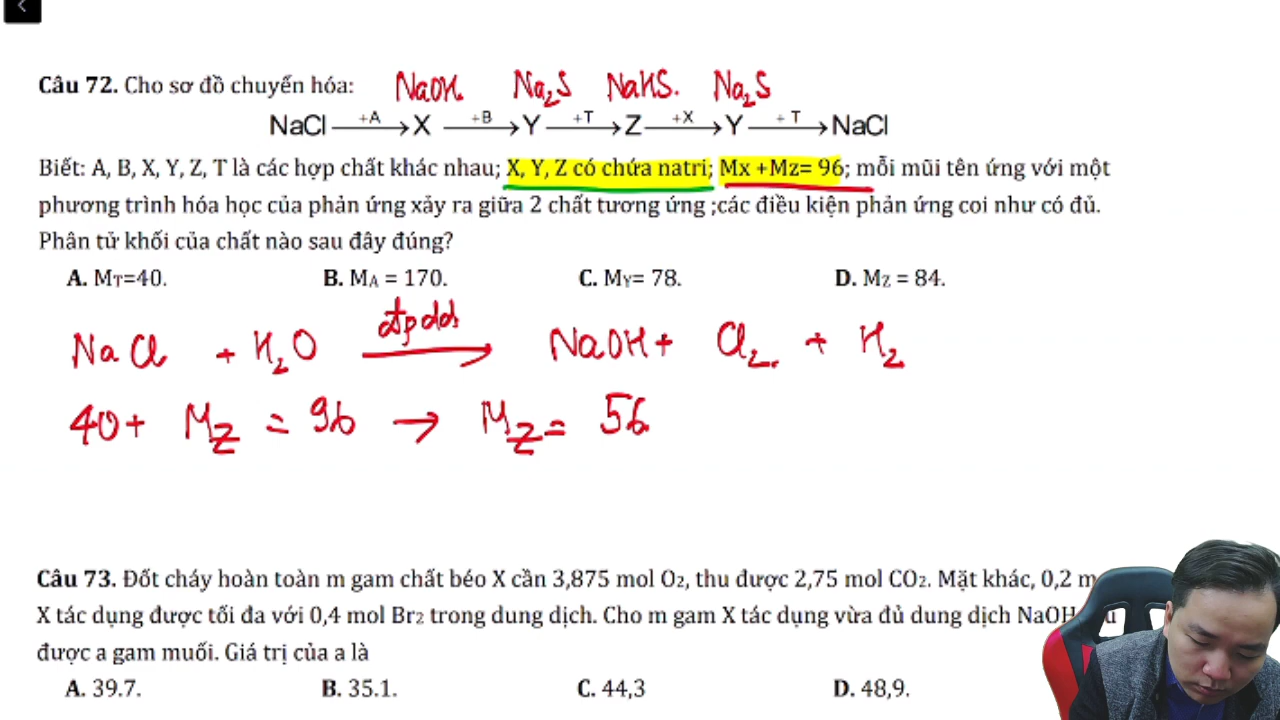 Câu 72. Cho sơ đồ chuyển hóa:
NaOH. Na₂S NaHS. Na₂S
NaCl +A → X +B → Y +T → Z +X → Y + T → NaCl
Biết: A, B, X, Y, Z, T là các hợp chất khác nhau; X, Y, Z có chứa natri; Mx +Mz= 96; mỗi mũi tên ứng với một
phương trình hóa học của phản ứng xảy ra giữa 2 chất tương ứng ;các điều kiện phản ứng coi như có đủ.
Phân tử khối của chất nào sau đây đúng?
A. MT=40. B. MA = 170. C. MY= 78. D. MZ = 84.
NaCl + H₂O đpdd → NaOH + Cl₂ + H₂
40+ MZ = 96 → MZ = 56
Câu 73. Đốt cháy hoàn toàn m gam chất béo X cần 3,875 mol O₂, thu được 2,75 mol CO₂. Mặt khác, 0,2 m
X tác dụng được tối đa với 0,4 mol Br₂ trong dung dịch. Cho m gam X tác dụng vừa đủ dung dịch NaOH
được a gam muối. Giá trị của a là
A. 39.7. B. 35.1. C. 44,3 D. 48,9.